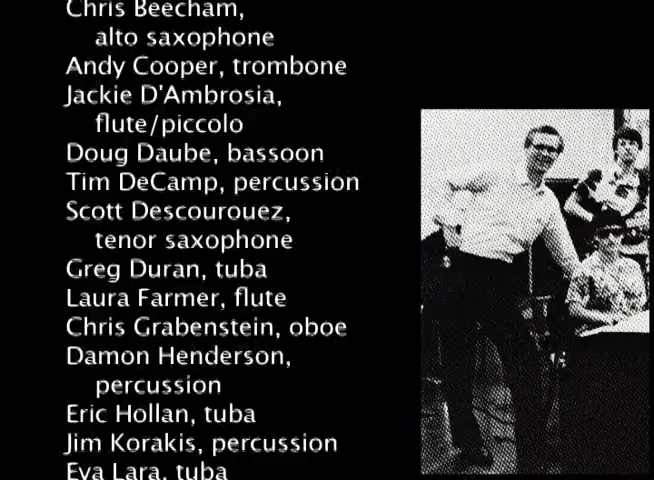 Chris Beecham,
alto saxophone
Andy Cooper, trombone
Jackie D'Ambrosia,
flute/piccolo
Doug Daube, bassoon
Tim DeCamp, percussion
Scott Descourouez,
tenor saxophone
Greg Duran, tuba
Laura Farmer, flute
Chris Grabenstein, oboe
Damon Henderson,
percussion
Eric Hollan, tuba
Jim Korakis, percussion
Eva Lara, tuba